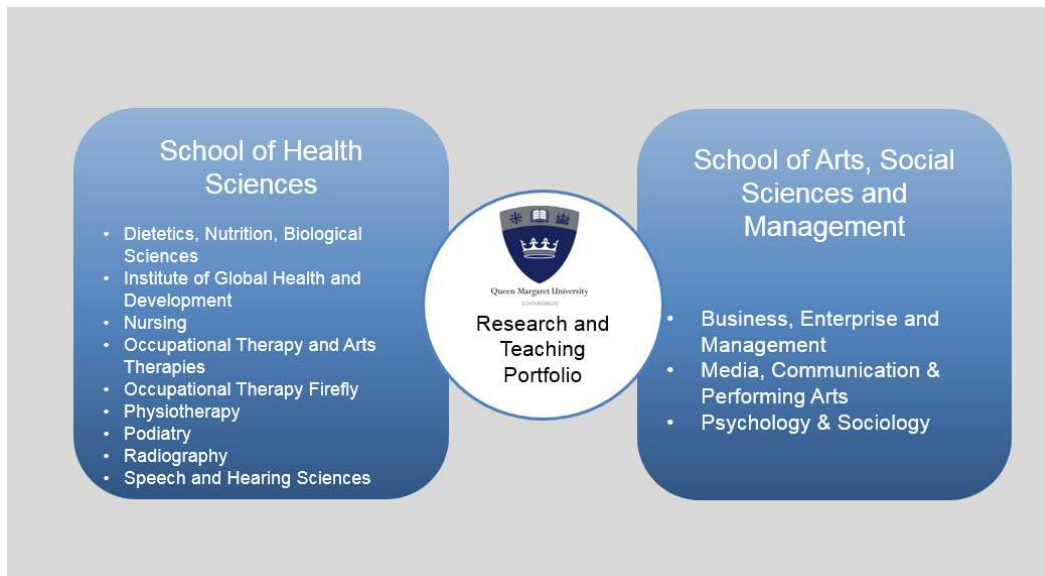 School of Health
Sciences
• Dietetics, Nutrition, Biological
Sciences
• Institute of Global Health and
Development
• Nursing
• Occupational Therapy and Arts
Therapies
• Occupational Therapy Firefly
• Physiotherapy
• Podiatry
• Radiography
• Speech and Hearing Sciences
Queen Margaret University
EDINBURGH
Research and
Teaching
Portfolio
School of Arts, Social
Sciences and
Management
• Business, Enterprise and
Management
• Media, Communication &
Performing Arts
• Psychology & Sociology